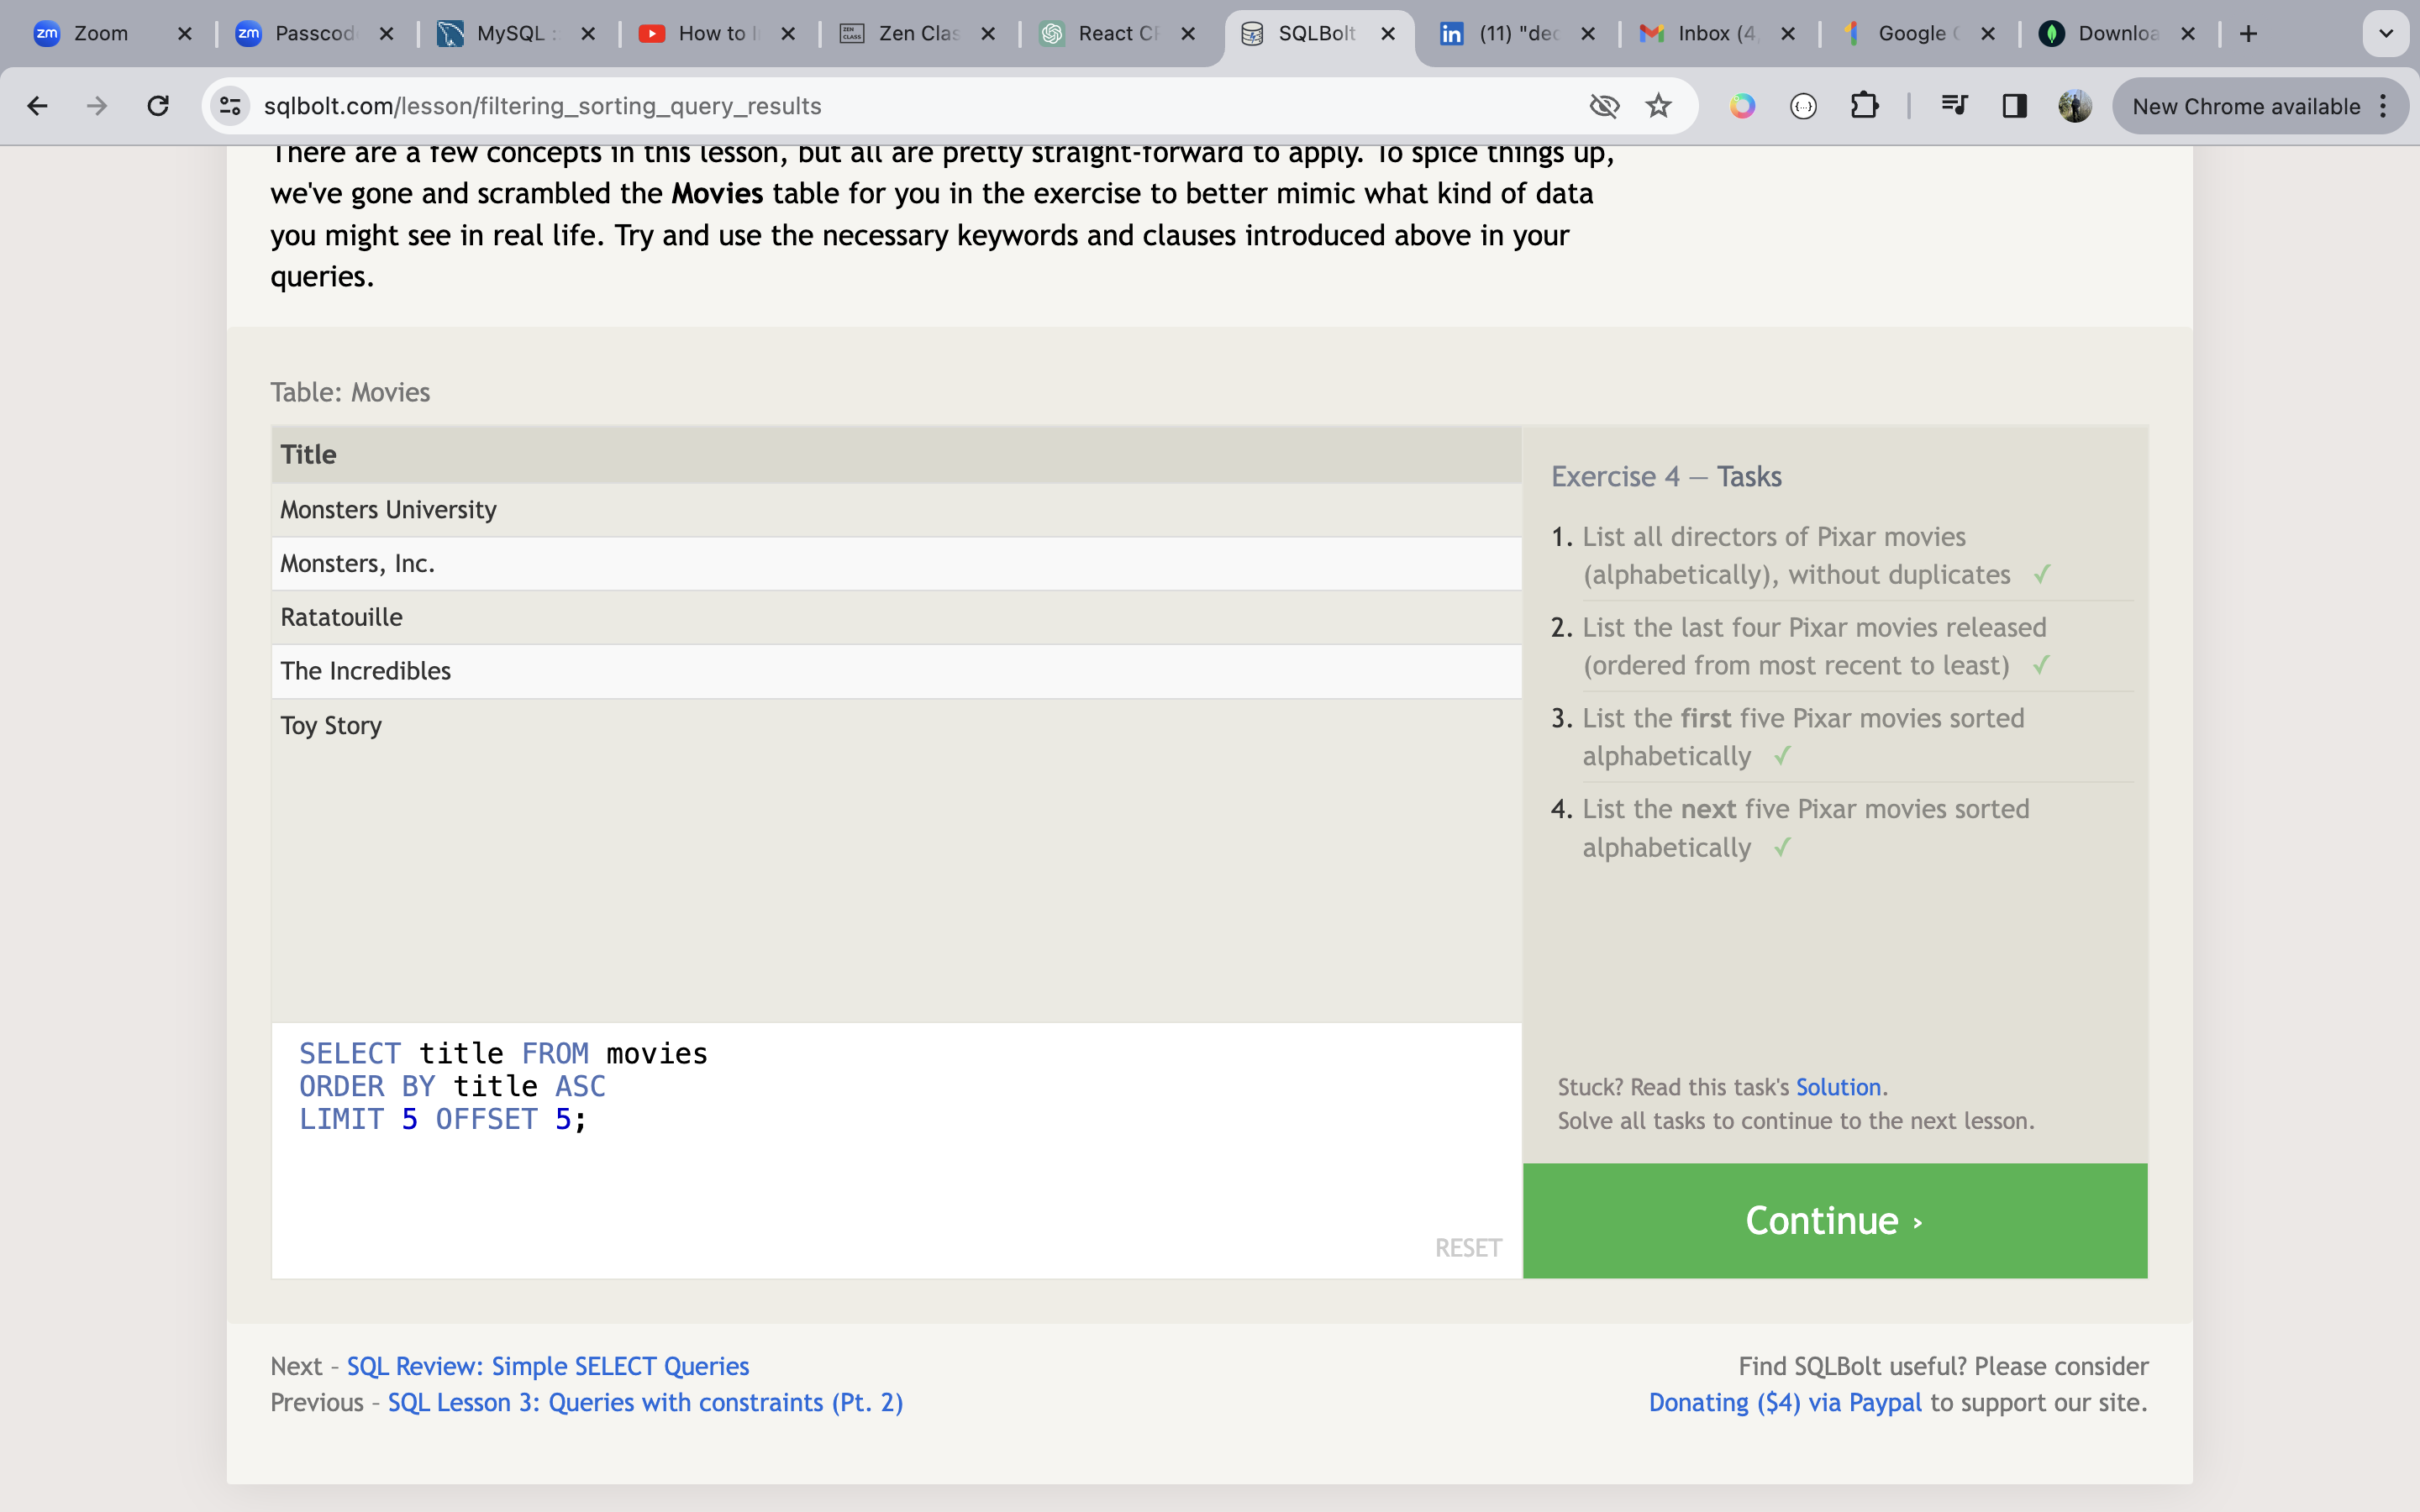 Zoom
Passcod
MySQL :
How to I
Zen Clas
React CF
SQLBolt
(11) "dec
Inbox (4,
Google
Downloa
sqlbolt.com/lesson/filtering_sorting_query_results
New Chrome available
There are a few concepts in this lesson, but all are pretty straight-forward to apply. To spice things up,
we've gone and scrambled the Movies table for you in the exercise to better mimic what kind of data
you might see in real life. Try and use the necessary keywords and clauses introduced above in your
queries.
Table: Movies
Title
Monsters University
Monsters, Inc.
Ratatouille
The Incredibles
Toy Story
SELECT title FROM movies
ORDER BY title ASC
LIMIT 5 OFFSET 5;
RESET
Exercise 4 — Tasks
1. List all directors of Pixar movies
(alphabetically), without duplicates ✓
2. List the last four Pixar movies released
(ordered from most recent to least) ✓
3. List the first five Pixar movies sorted
alphabetically ✓
4. List the next five Pixar movies sorted
alphabetically ✓
Stuck? Read this task's Solution.
Solve all tasks to continue to the next lesson.
Continue ›
Next – SQL Review: Simple SELECT Queries
Previous – SQL Lesson 3: Queries with constraints (Pt. 2)
Find SQLBolt useful? Please consider
Donating ($4) via Paypal to support our site.